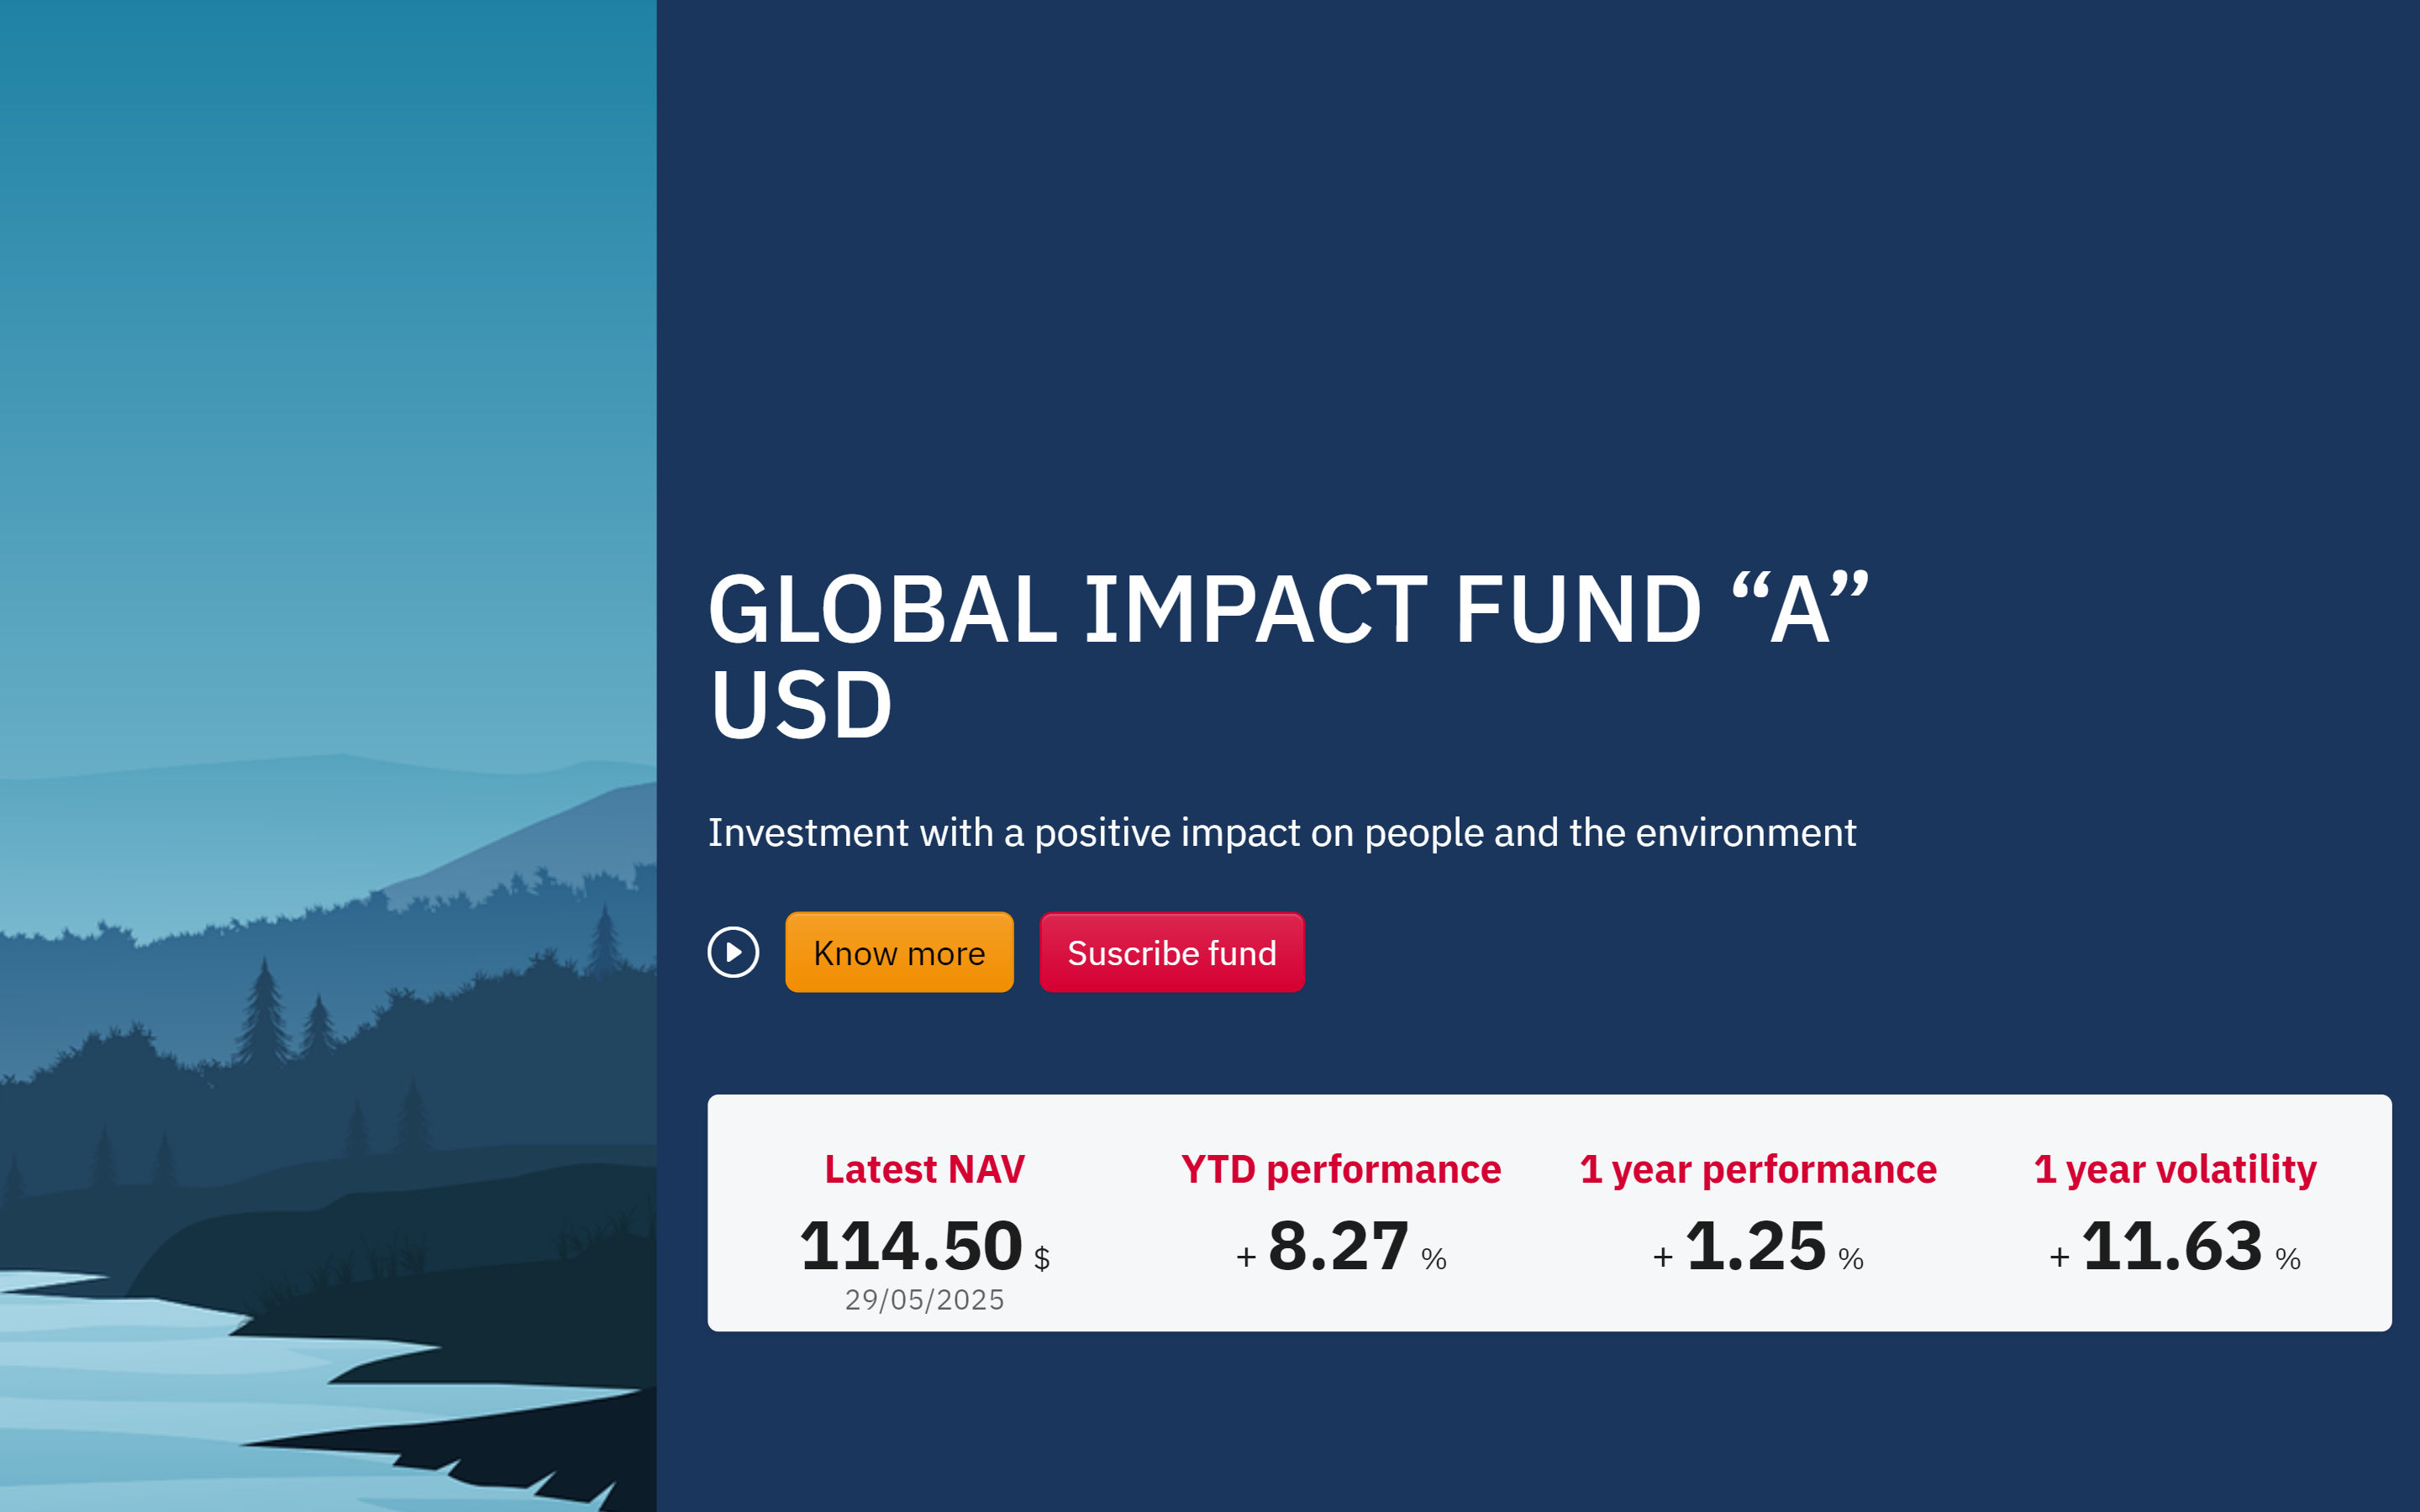 GLOBAL IMPACT FUND “A”
USD
Investment with a positive impact on people and the environment
Know more
Suscribe fund
Latest NAV
114.50 $
29/05/2025
YTD performance
+ 8.27 %
1 year performance
+ 1.25 %
1 year volatility
+ 11.63 %